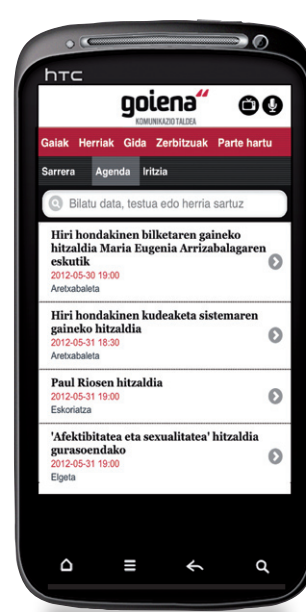 hTC
goiena
KOMUNIKAZIO TALDEA
Gaiak Herriak Gida Zerbitzuak Parte hartu
Sarrera Agenda Iritzia
Bilatu data, testua edo herria sartuz
Hiri hondakinen bilketaren gaineko
hitzaldia Maria Eugenia Arrizabalagaren
eskutik
2012-05-30 19:00
Aretxabaleta
Hiri hondakinen kudeaketa sistemaren
gaineko hitzaldia
2012-05-31 18:30
Aretxabaleta
Paul Riosen hitzaldia
2012-05-31 19:00
Eskoriatza
'Afektibitatea eta sexualitatea' hitzaldia
gurasoendako
2012-05-31 19:00
Elgeta